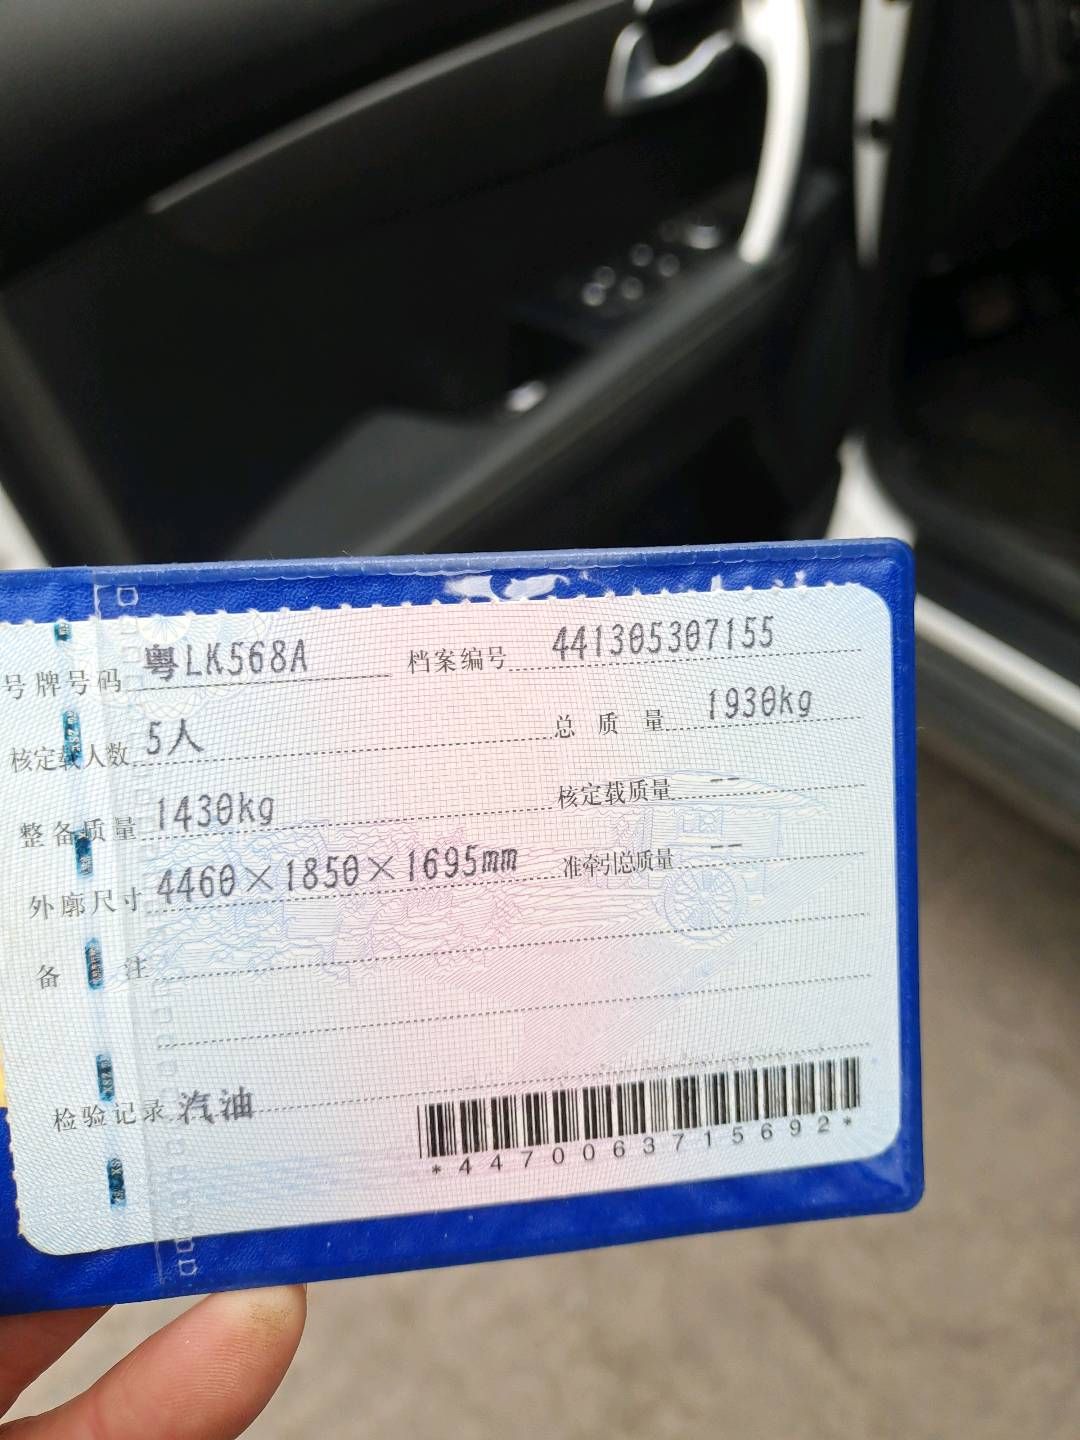 号牌号码 粤LK568A 档案编号 441305307155
核定载人数 5人 总质量 1930kg
整备质量 1430kg 核定载质量 --
外廓尺寸 4460×1850×1695mm 准牵引总质量 --
备注
检验记录 汽油
*4470063715692*